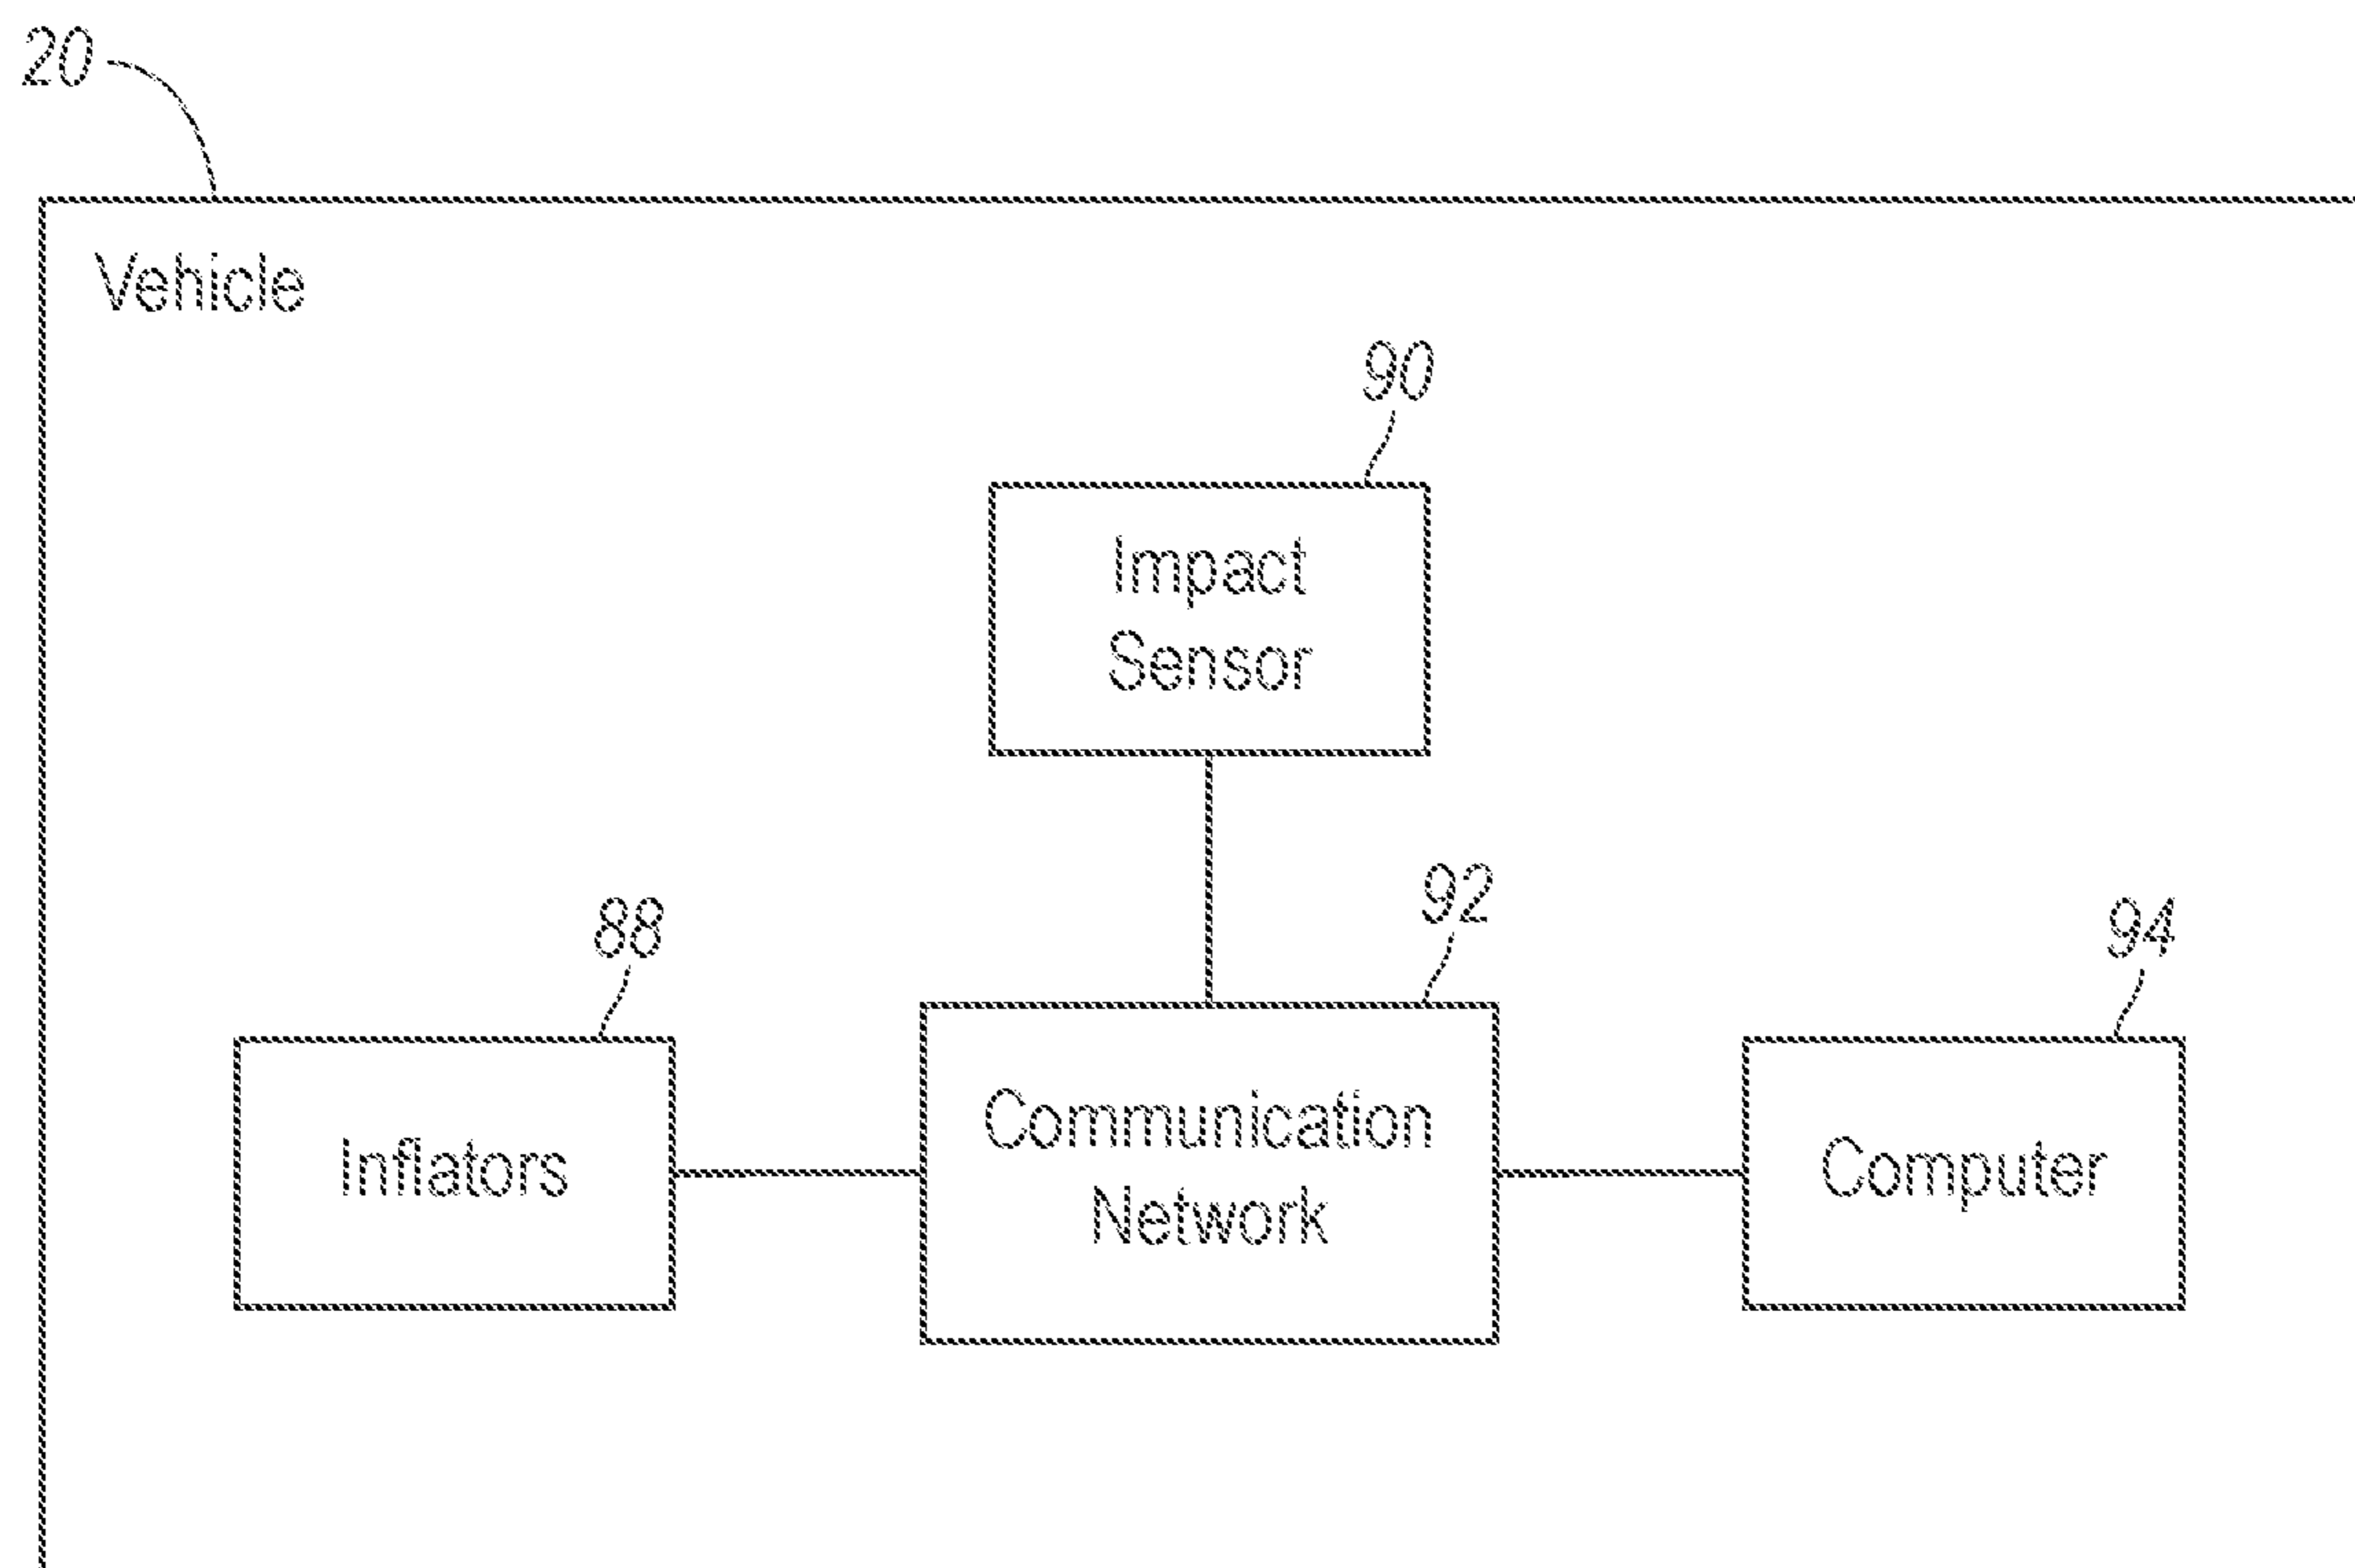 20
Vehicle
90
Impact
Sensor
88
92
94
Inflators
Communication
Network
Computer